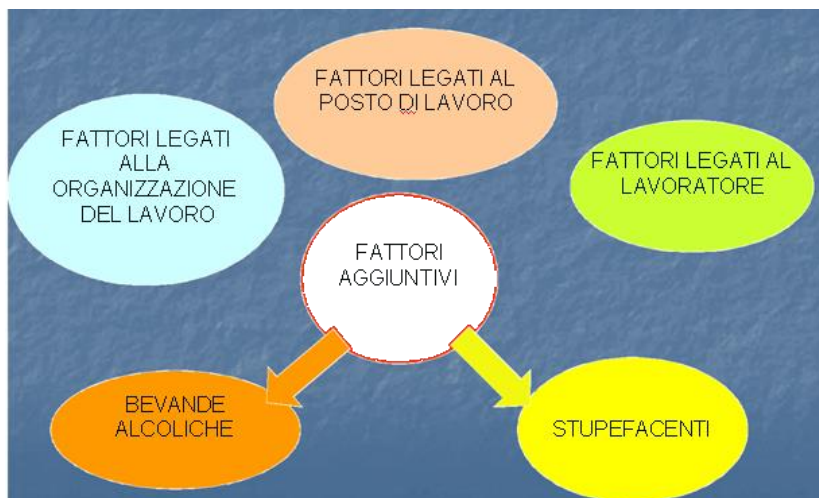 FATTORI LEGATI AL
POSTO DI LAVORO
FATTORI LEGATI
ALLA
ORGANIZZAZIONE
DEL LAVORO
FATTORI LEGATI AL
LAVORATORE
FATTORI
AGGIUNTIVI
BEVANDE
ALCOLICHE
STUPEFACENTI